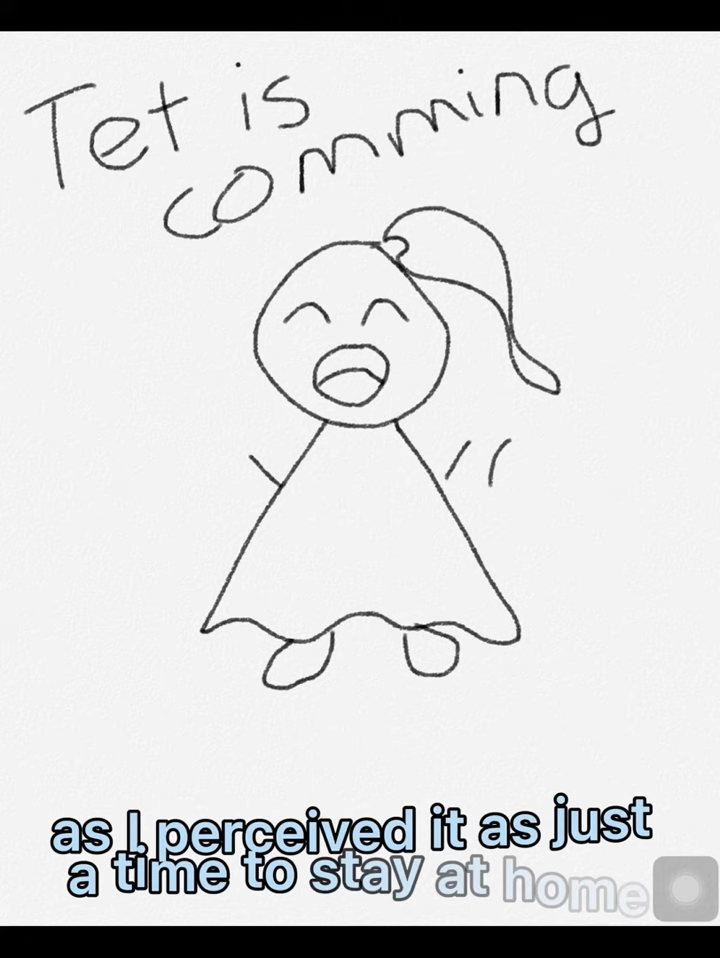 Tet is
comming
as I perceived it as just
a time to stay at home